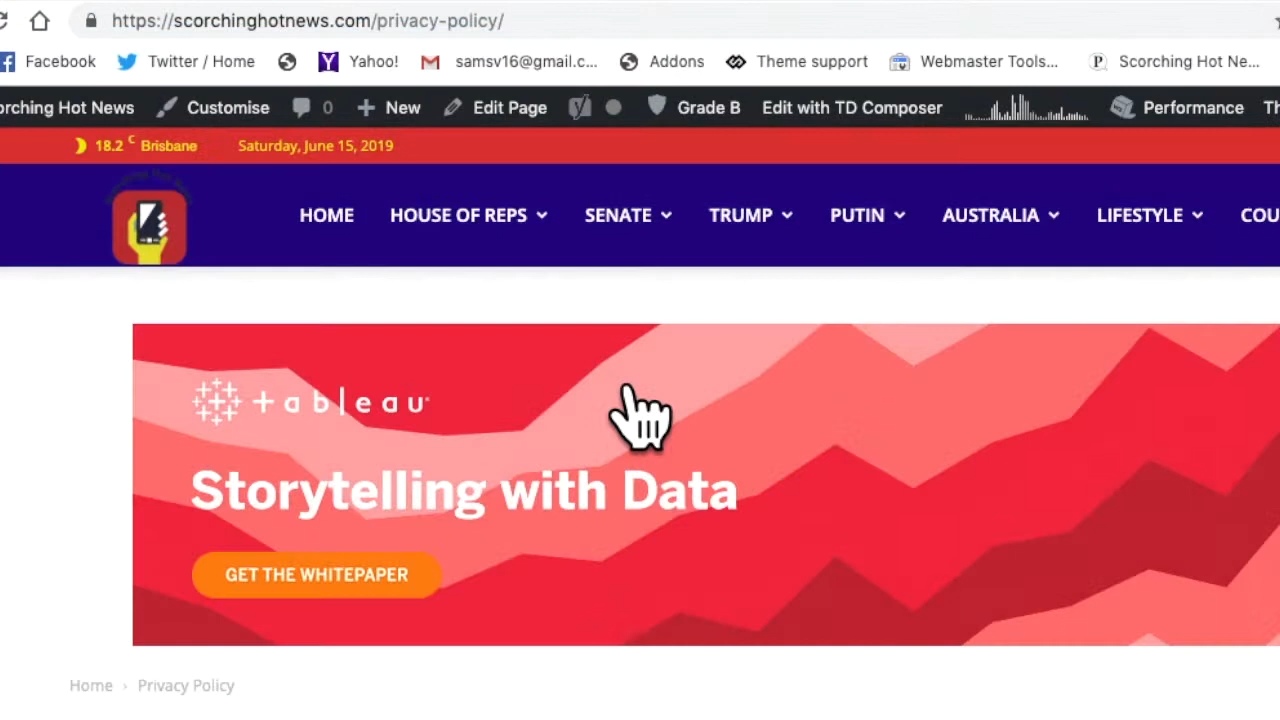 https://scorchinghotnews.com/privacy-policy/
Facebook Twitter / Home Yahoo! samsv16@gmail.c... Addons Theme support Webmaster Tools... Scorching Hot Ne...
orching Hot News Customise 0 New Edit Page Grade B Edit with TD Composer Performance Th
18.2 C Brisbane Saturday, June 15, 2019
HOME HOUSE OF REPS SENATE TRUMP PUTIN AUSTRALIA LIFESTYLE COU
+ableau
Storytelling with Data
GET THE WHITEPAPER
Home › Privacy Policy